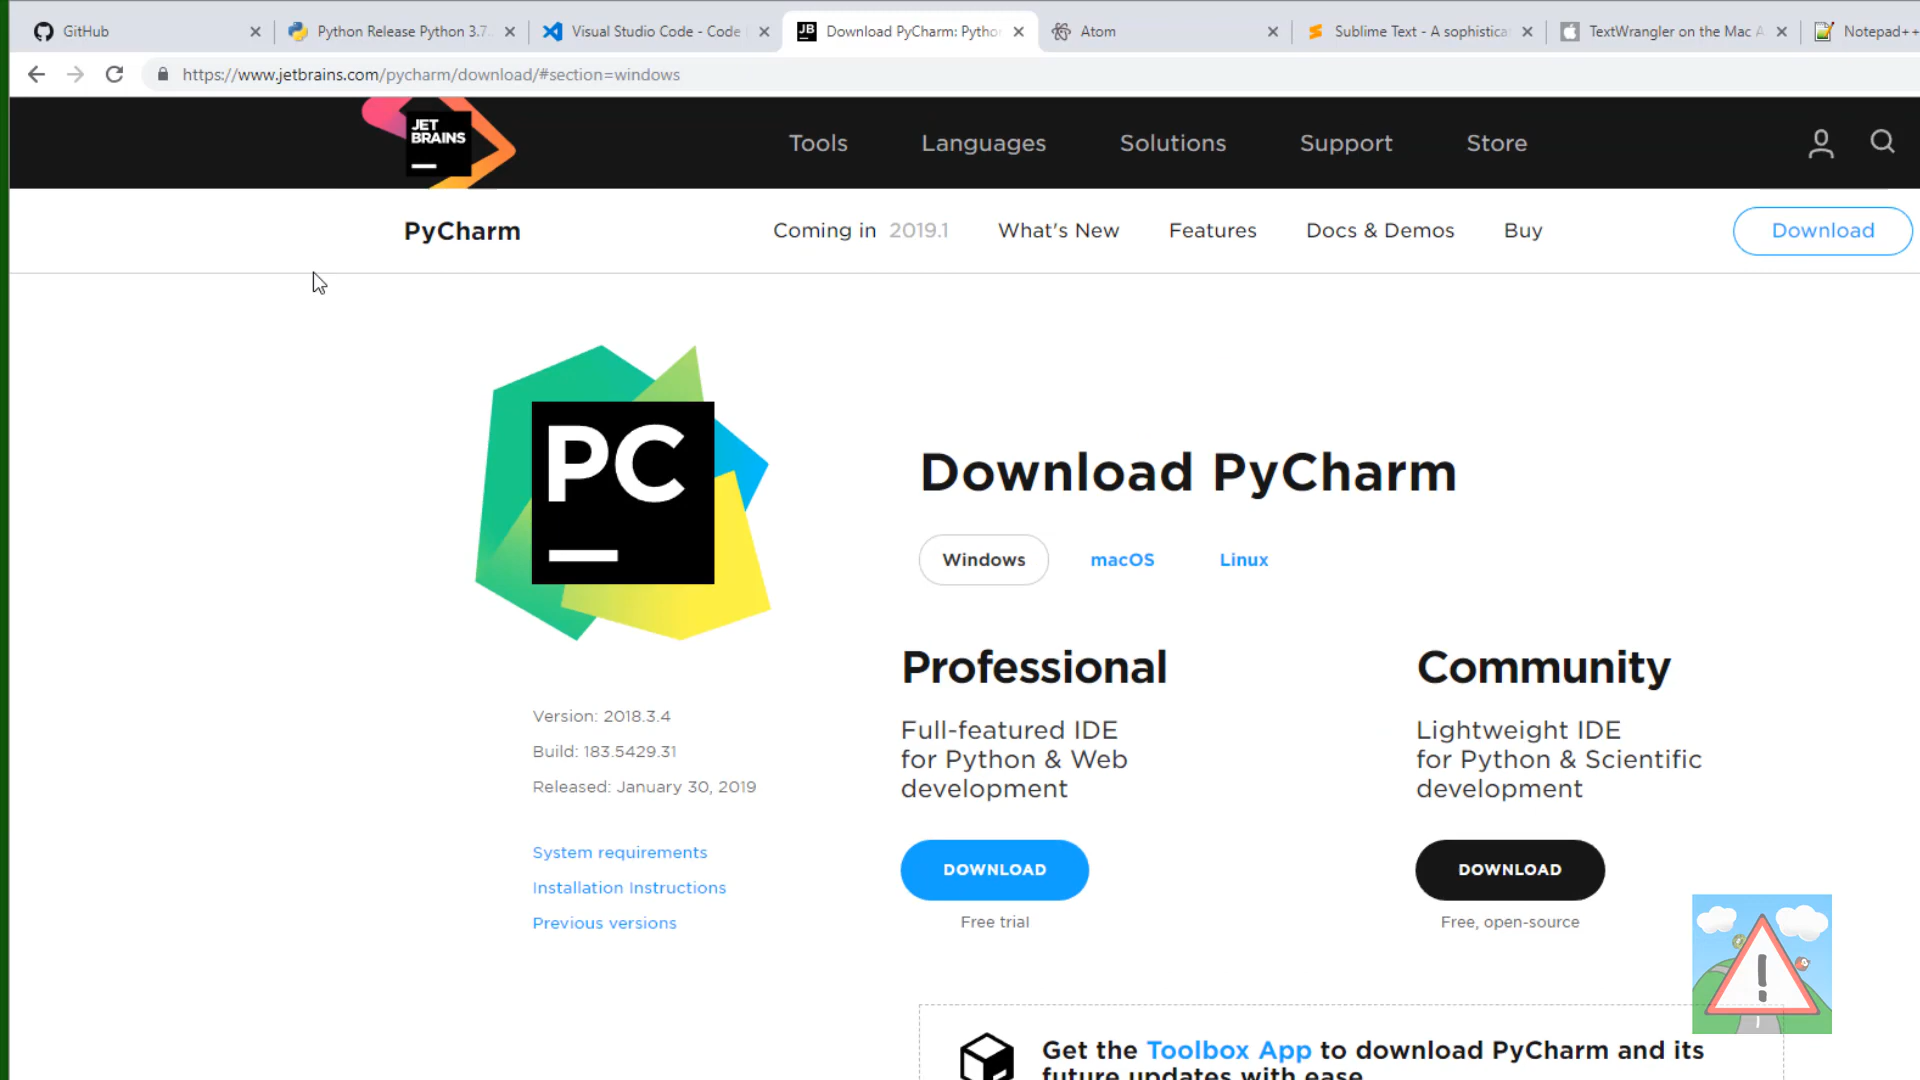 GitHub
Python Release Python 3.7.
Visual Studio Code - Code
Download PyCharm: Pytho
Atom
Sublime Text - A sophistica
TextWrangler on the Mac A
Notepad++
https://www.jetbrains.com/pycharm/download/#section=windows
JET
BRAINS
Tools
Languages
Solutions
Support
Store
PyCharm
Coming in 2019.1
What's New
Features
Docs & Demos
Buy
Download
PC
Download PyCharm
Windows
macOS
Linux
Version: 2018.3.4
Build: 183.5429.31
Released: January 30, 2019
System requirements
Installation Instructions
Previous versions
Professional
Full-featured IDE
for Python & Web
development
DOWNLOAD
Free trial
Community
Lightweight IDE
for Python & Scientific
development
DOWNLOAD
Free, open-source
!
Get the Toolbox App to download PyCharm and its
future updates with ease